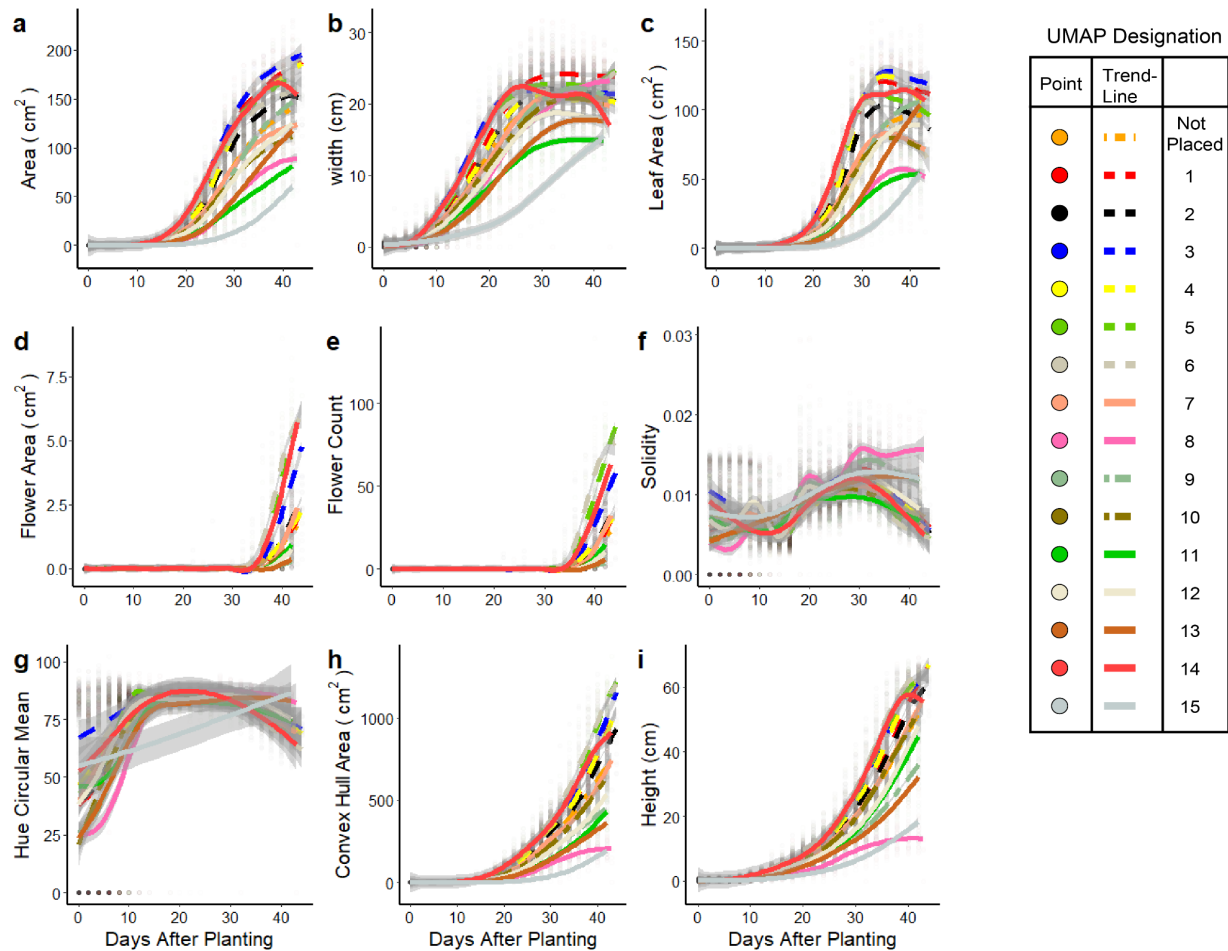 a
Area ( cm2 )
200
150
100
50
0
0 10 20 30 40
b
width (cm)
30
20
10
0
0 10 20 30 40
c
Leaf Area ( cm2 )
150
100
50
0
0 10 20 30 40
d
Flower Area ( cm2 )
7.5
5.0
2.5
0.0
0 10 20 30 40
e
Flower Count
100
50
0
0 10 20 30 40
f
Solidity
0.03
0.02
0.01
0.00
0 10 20 30 40
g
Hue Circular Mean
100
75
50
25
0
0 10 20 30 40
Days After Planting
h
Convex Hull Area ( cm2 )
1000
500
0
0 10 20 30 40
Days After Planting
i
Height (cm)
60
40
20
0
0 10 20 30 40
Days After Planting
UMAP Designation
Point Trend-
Line
Not
Placed
1
2
3
4
5
6
7
8
9
10
11
12
13
14
15